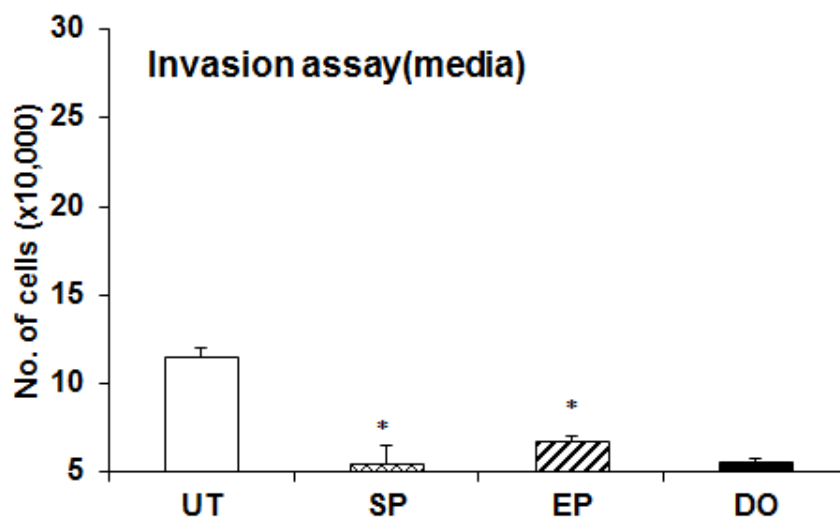 Invasion assay(media)
No. of cells (x10,000)
30
25
20
15
10
5
*
*
UT SP EP DO